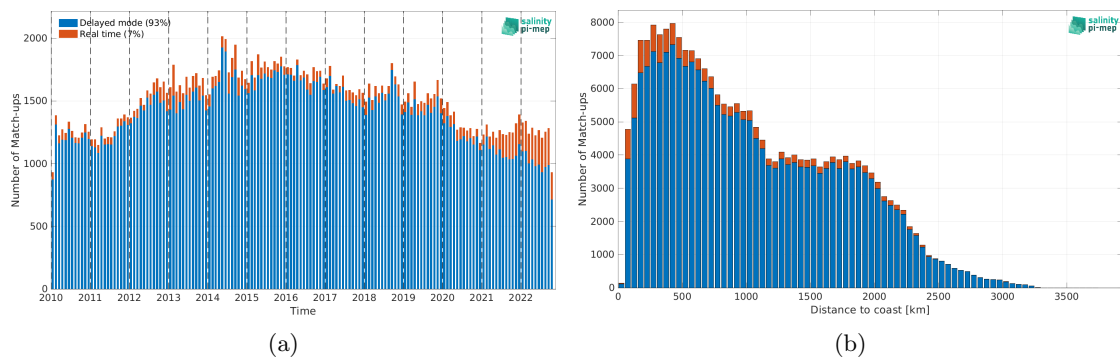 Delayed mode (93%)
Real time (7%)
salinity
pi-mep
Number of Match-ups
2000
1500
1000
500
0
2010 2011 2012 2013 2014 2015 2016 2017 2018 2019 2020 2021 2022
Time
(a)
salinity
pi-mep
Number of Match-ups
8000
7000
6000
5000
4000
3000
2000
1000
0
0 500 1000 1500 2000 2500 3000 3500
Distance to coast [km]
(b)